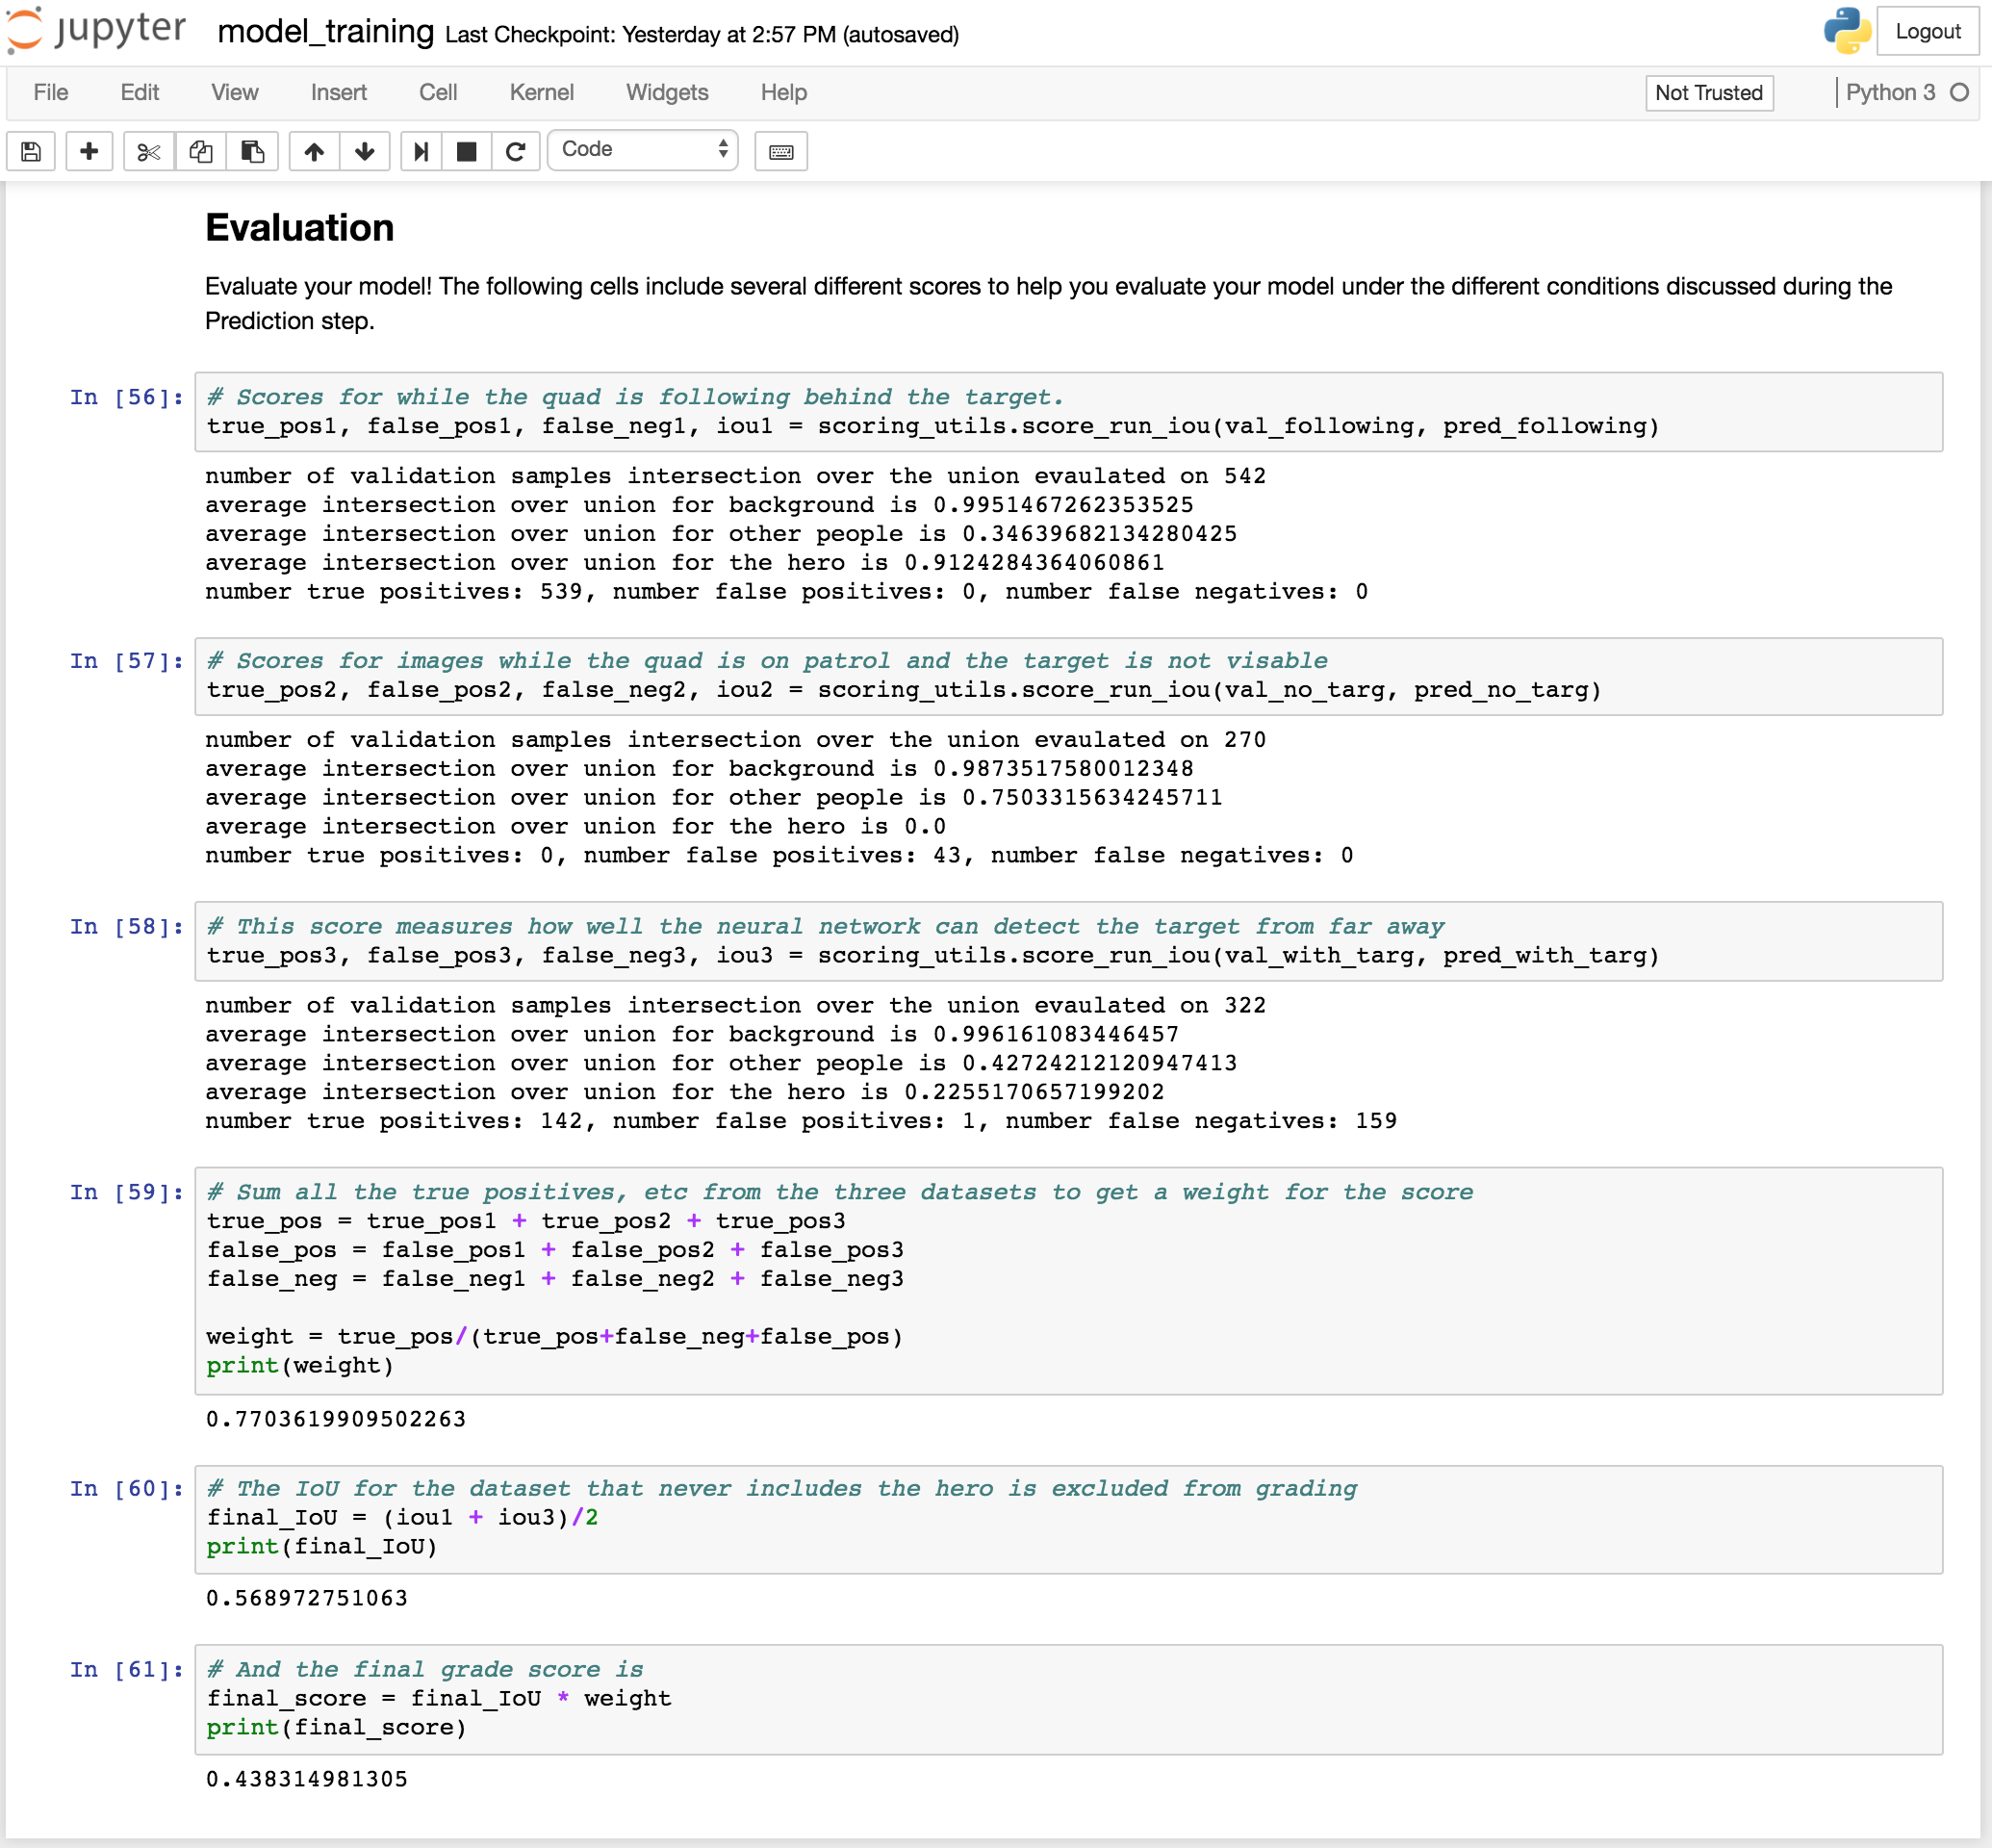 jupyter model_training Last Checkpoint: Yesterday at 2:57 PM (autosaved) Logout
File Edit View Insert Cell Kernel Widgets Help Not Trusted Python 3
Code
Evaluation
Evaluate your model! The following cells include several different scores to help you evaluate your model under the different conditions discussed during the
Prediction step.
In [56]: # Scores for while the quad is following behind the target.
true_pos1, false_pos1, false_neg1, iou1 = scoring_utils.score_run_iou(val_following, pred_following)
number of validation samples intersection over the union evaulated on 542
average intersection over union for background is 0.9951467262353525
average intersection over union for other people is 0.34639682134280425
average intersection over union for the hero is 0.9124284364060861
number true positives: 539, number false positives: 0, number false negatives: 0
In [57]: # Scores for images while the quad is on patrol and the target is not visable
true_pos2, false_pos2, false_neg2, iou2 = scoring_utils.score_run_iou(val_no_targ, pred_no_targ)
number of validation samples intersection over the union evaulated on 270
average intersection over union for background is 0.9873517580012348
average intersection over union for other people is 0.7503315634245711
average intersection over union for the hero is 0.0
number true positives: 0, number false positives: 43, number false negatives: 0
In [58]: # This score measures how well the neural network can detect the target from far away
true_pos3, false_pos3, false_neg3, iou3 = scoring_utils.score_run_iou(val_with_targ, pred_with_targ)
number of validation samples intersection over the union evaulated on 322
average intersection over union for background is 0.996161083446457
average intersection over union for other people is 0.42724212120947413
average intersection over union for the hero is 0.2255170657199202
number true positives: 142, number false positives: 1, number false negatives: 159
In [59]: # Sum all the true positives, etc from the three datasets to get a weight for the score
true_pos = true_pos1 + true_pos2 + true_pos3
false_pos = false_pos1 + false_pos2 + false_pos3
false_neg = false_neg1 + false_neg2 + false_neg3
weight = true_pos/(true_pos+false_neg+false_pos)
print(weight)
0.7703619909502263
In [60]: # The IoU for the dataset that never includes the hero is excluded from grading
final_IoU = (iou1 + iou3)/2
print(final_IoU)
0.568972751063
In [61]: # And the final grade score is
final_score = final_IoU * weight
print(final_score)
0.438314981305